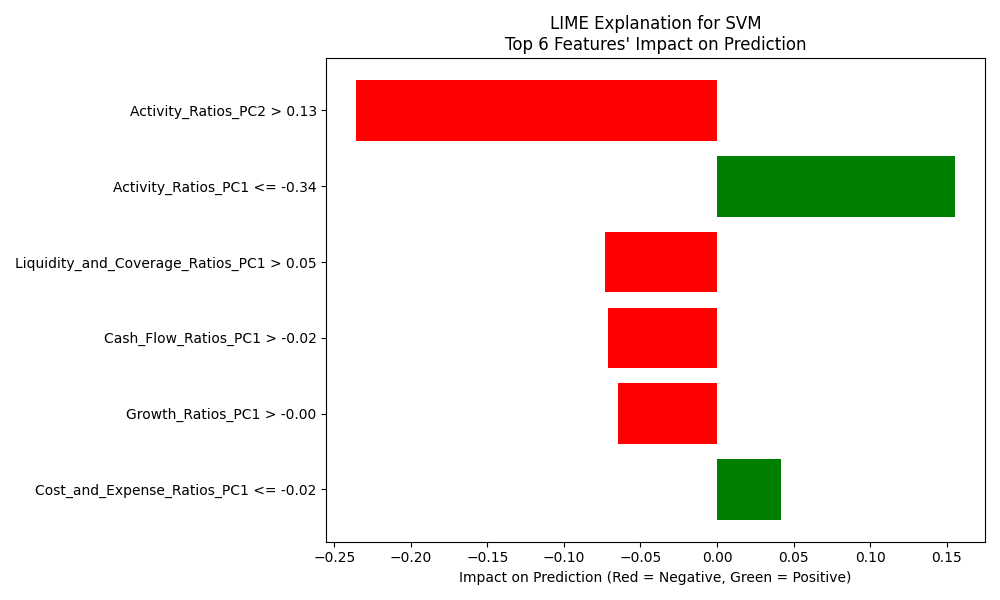 LIME Explanation for SVM
Top 6 Features' Impact on Prediction
Activity_Ratios_PC2 > 0.13
Activity_Ratios_PC1 <= -0.34
Liquidity_and_Coverage_Ratios_PC1 > 0.05
Cash_Flow_Ratios_PC1 > -0.02
Growth_Ratios_PC1 > -0.00
Cost_and_Expense_Ratios_PC1 <= -0.02
−0.25 −0.20 −0.15 −0.10 −0.05 0.00 0.05 0.10 0.15
Impact on Prediction (Red = Negative, Green = Positive)